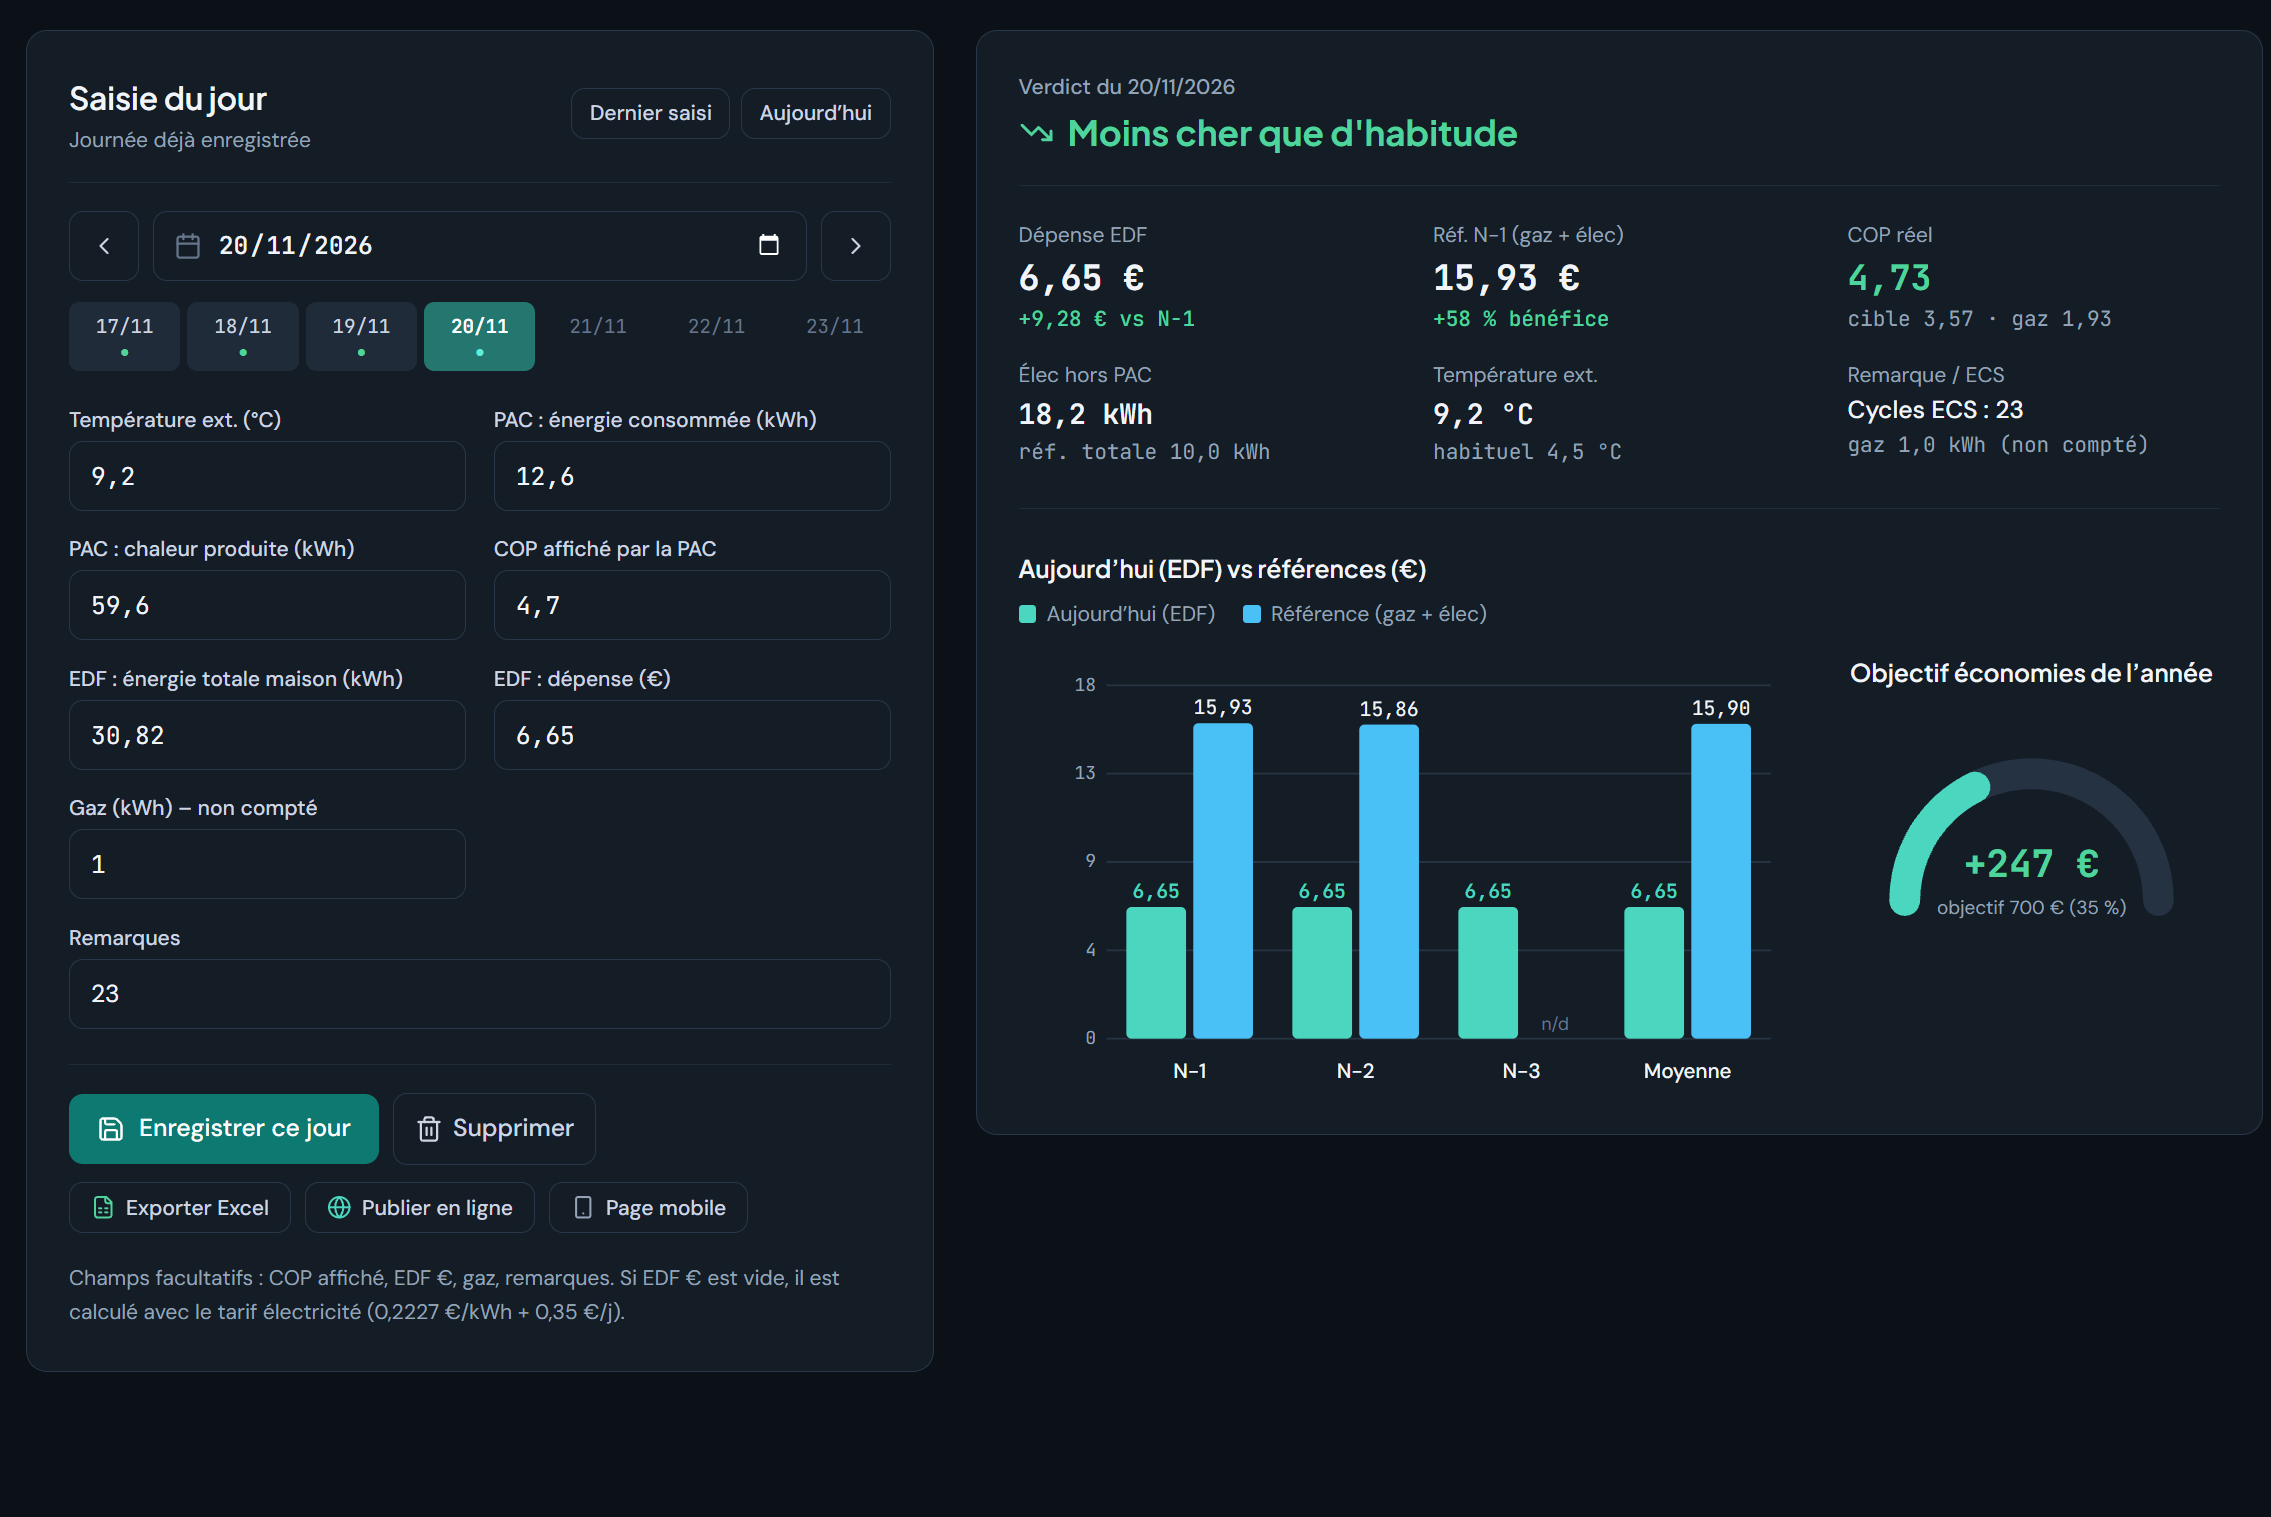 Saisie du jour
Journée déjà enregistrée
Dernier saisi
Aujourd’hui
20/11/2026
17/11 18/11 19/11 20/11 21/11 22/11 23/11
Température ext. (°C)
9,2
PAC : énergie consommée (kWh)
12,6
PAC : chaleur produite (kWh)
59,6
COP affiché par la PAC
4,7
EDF : énergie totale maison (kWh)
30,82
EDF : dépense (€)
6,65
Gaz (kWh) – non compté
1
Remarques
23
Enregistrer ce jour
Supprimer
Exporter Excel
Publier en ligne
Page mobile
Champs facultatifs : COP affiché, EDF €, gaz, remarques. Si EDF € est vide, il est
calculé avec le tarif électricité (0,2227 €/kWh + 0,35 €/j).
Verdict du 20/11/2026
Moins cher que d'habitude
Dépense EDF
6,65 €
+9,28 € vs N-1
Réf. N-1 (gaz + élec)
15,93 €
+58 % bénéfice
COP réel
4,73
cible 3,57 · gaz 1,93
Élec hors PAC
18,2 kWh
réf. totale 10,0 kWh
Température ext.
9,2 °C
habituel 4,5 °C
Remarque / ECS
Cycles ECS : 23
gaz 1,0 kWh (non compté)
Aujourd’hui (EDF) vs références (€)
Aujourd’hui (EDF)
Référence (gaz + élec)
18
13
9
4
0
6,65 15,93
6,65 15,86
6,65 n/d
6,65 15,90
N-1 N-2 N-3 Moyenne
Objectif économies de l’année
+247 €
objectif 700 € (35 %)